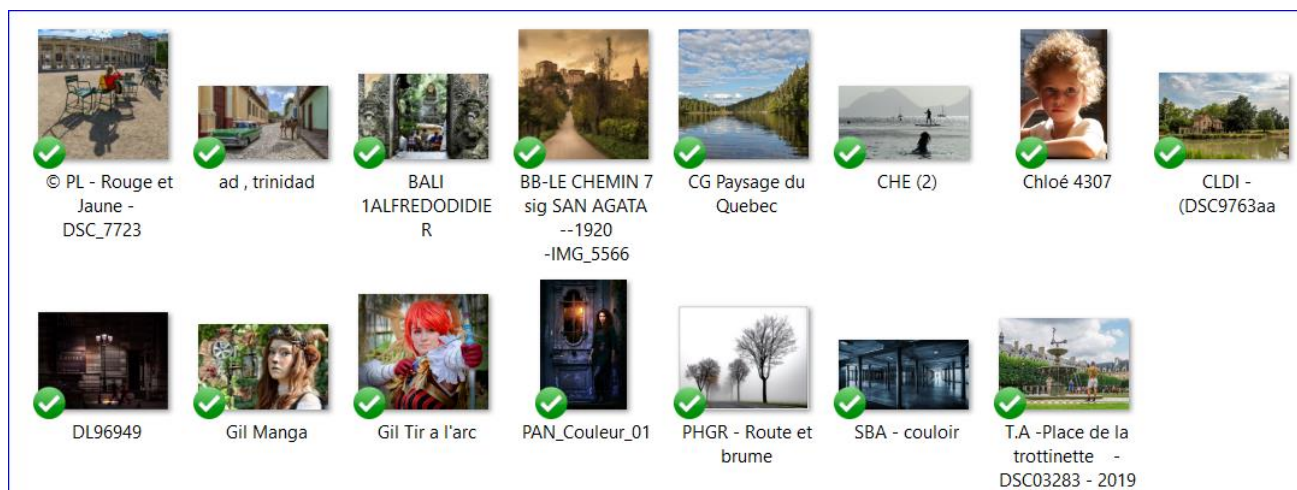 © PL - Rouge et
Jaune -
DSC_7723
ad , trinidad
BALI
1ALFREDODIDIE
R
BB-LE CHEMIN 7
sig SAN AGATA
--1920
-IMG_5566
CG Paysage du
Quebec
CHE (2)
Chloé 4307
CLDI -
(DSC9763aa
DL96949
Gil Manga
Gil Tir a l'arc
PAN_Couleur_01
PHGR - Route et
brume
SBA - couloir
T.A -Place de la
trottinette    -
DSC03283 - 2019